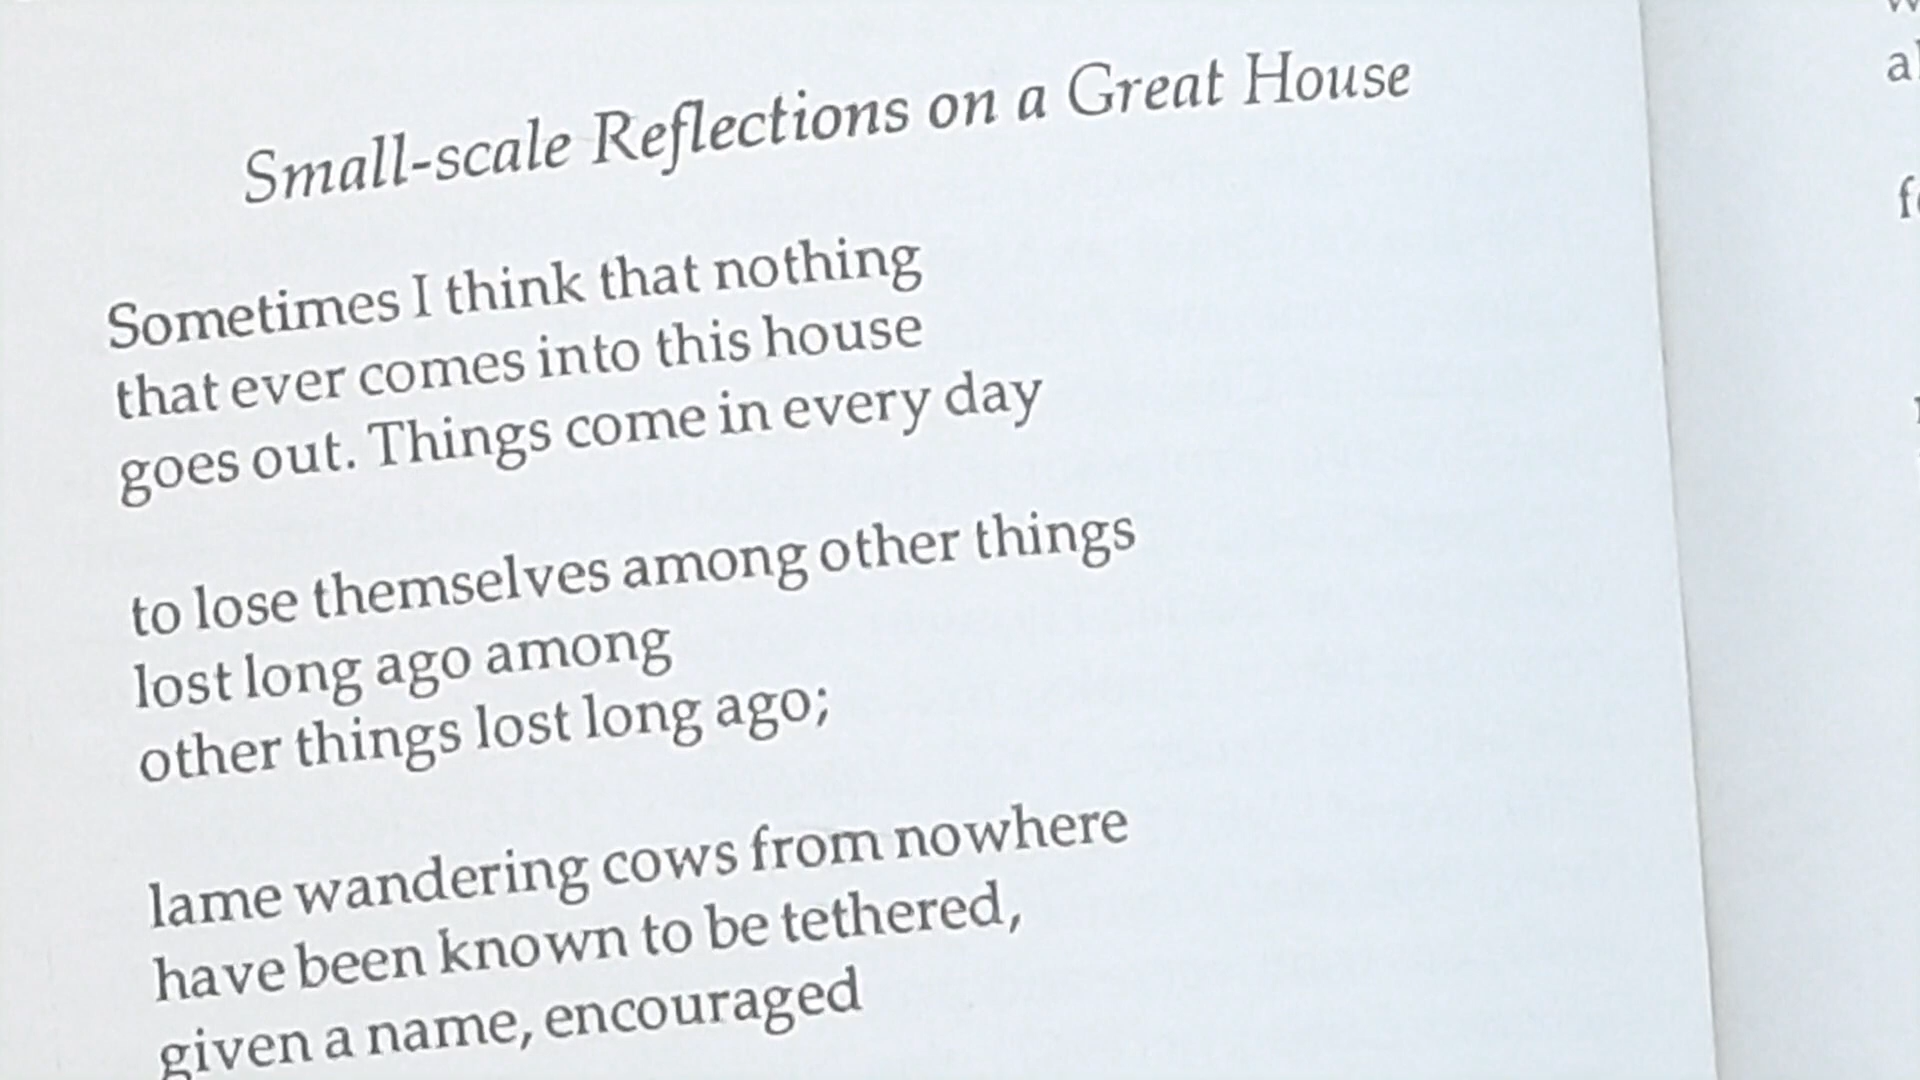 Small-scale Reflections on a Great House
Sometimes I think that nothing
that ever comes into this house
goes out. Things come in every day
to lose themselves among other things
lost long ago among
other things lost long ago;
lame wandering cows from nowhere
have been known to be tethered,
given a name, encouraged